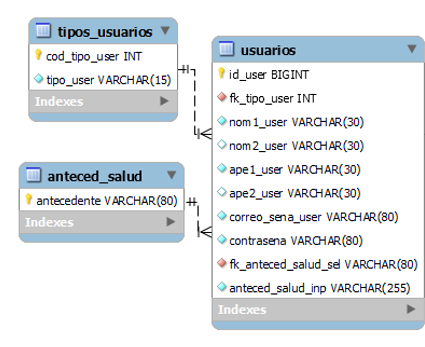 tipos_usuarios
cod_tipo_user INT
tipo_user VARCHAR(15)
Indexes
anteced_salud
antecedente VARCHAR(80)
Indexes
usuarios
id_user BIGINT
fk_tipo_user INT
nom1_user VARCHAR(30)
nom2_user VARCHAR(30)
ape1_user VARCHAR(30)
ape2_user VARCHAR(30)
correo_sena_user VARCHAR(80)
contrasena VARCHAR(80)
fk_anteced_salud_sel VARCHAR(80)
anteced_salud_inp VARCHAR(255)
Indexes